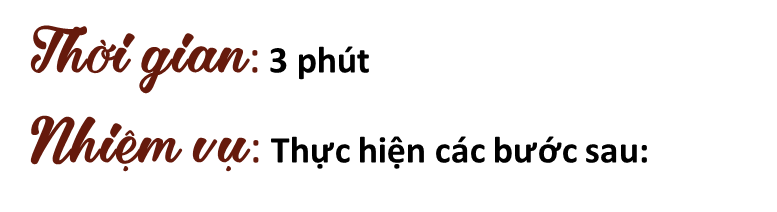 Thời gian: 3 phút
Nhiệm vụ: Thực hiện các bước sau: